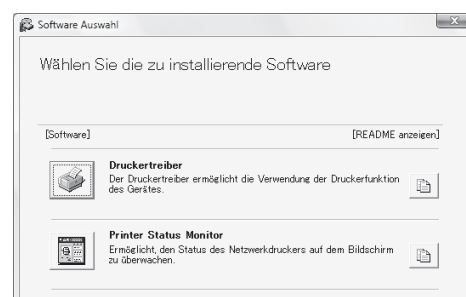 Software Auswahl
Wählen Sie die zu installierende Software
[Software] [README anzeigen]
Druckertreiber
Der Druckertreiber ermöglicht die Verwendung der Druckerfunktion
des Gerätes.
Printer Status Monitor
Ermöglicht, den Status des Netzwerkdruckers auf dem Bildschirm
zu überwachen.